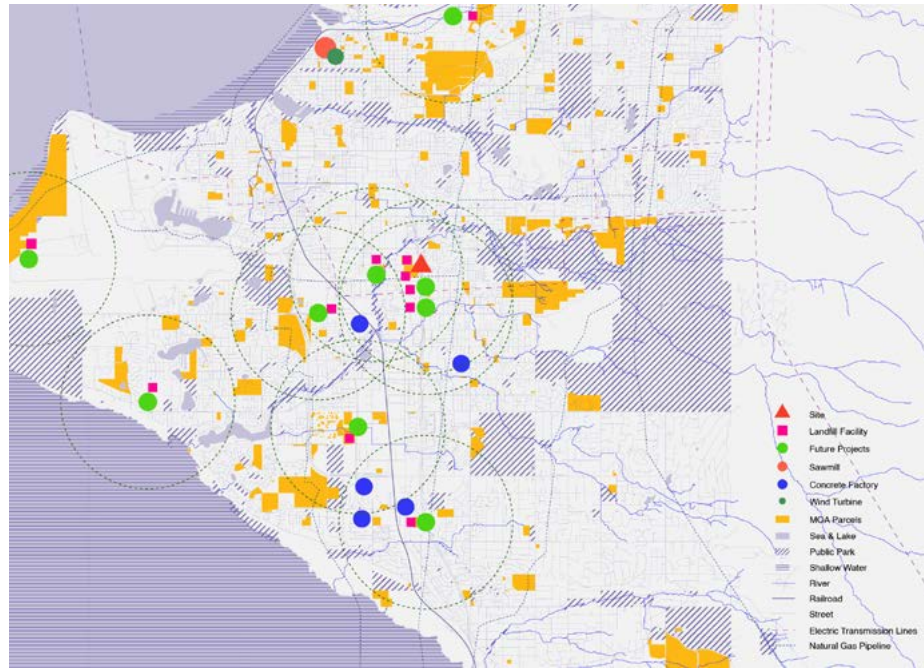 Site
Landfill Facility
Future Projects
Sawmill
Concrete Factory
Wind Turbine
MOA Parcels
Sea & Lake
Public Park
Shallow Water
River
Railroad
Street
Electric Transmission Lines
Natural Gas Pipeline